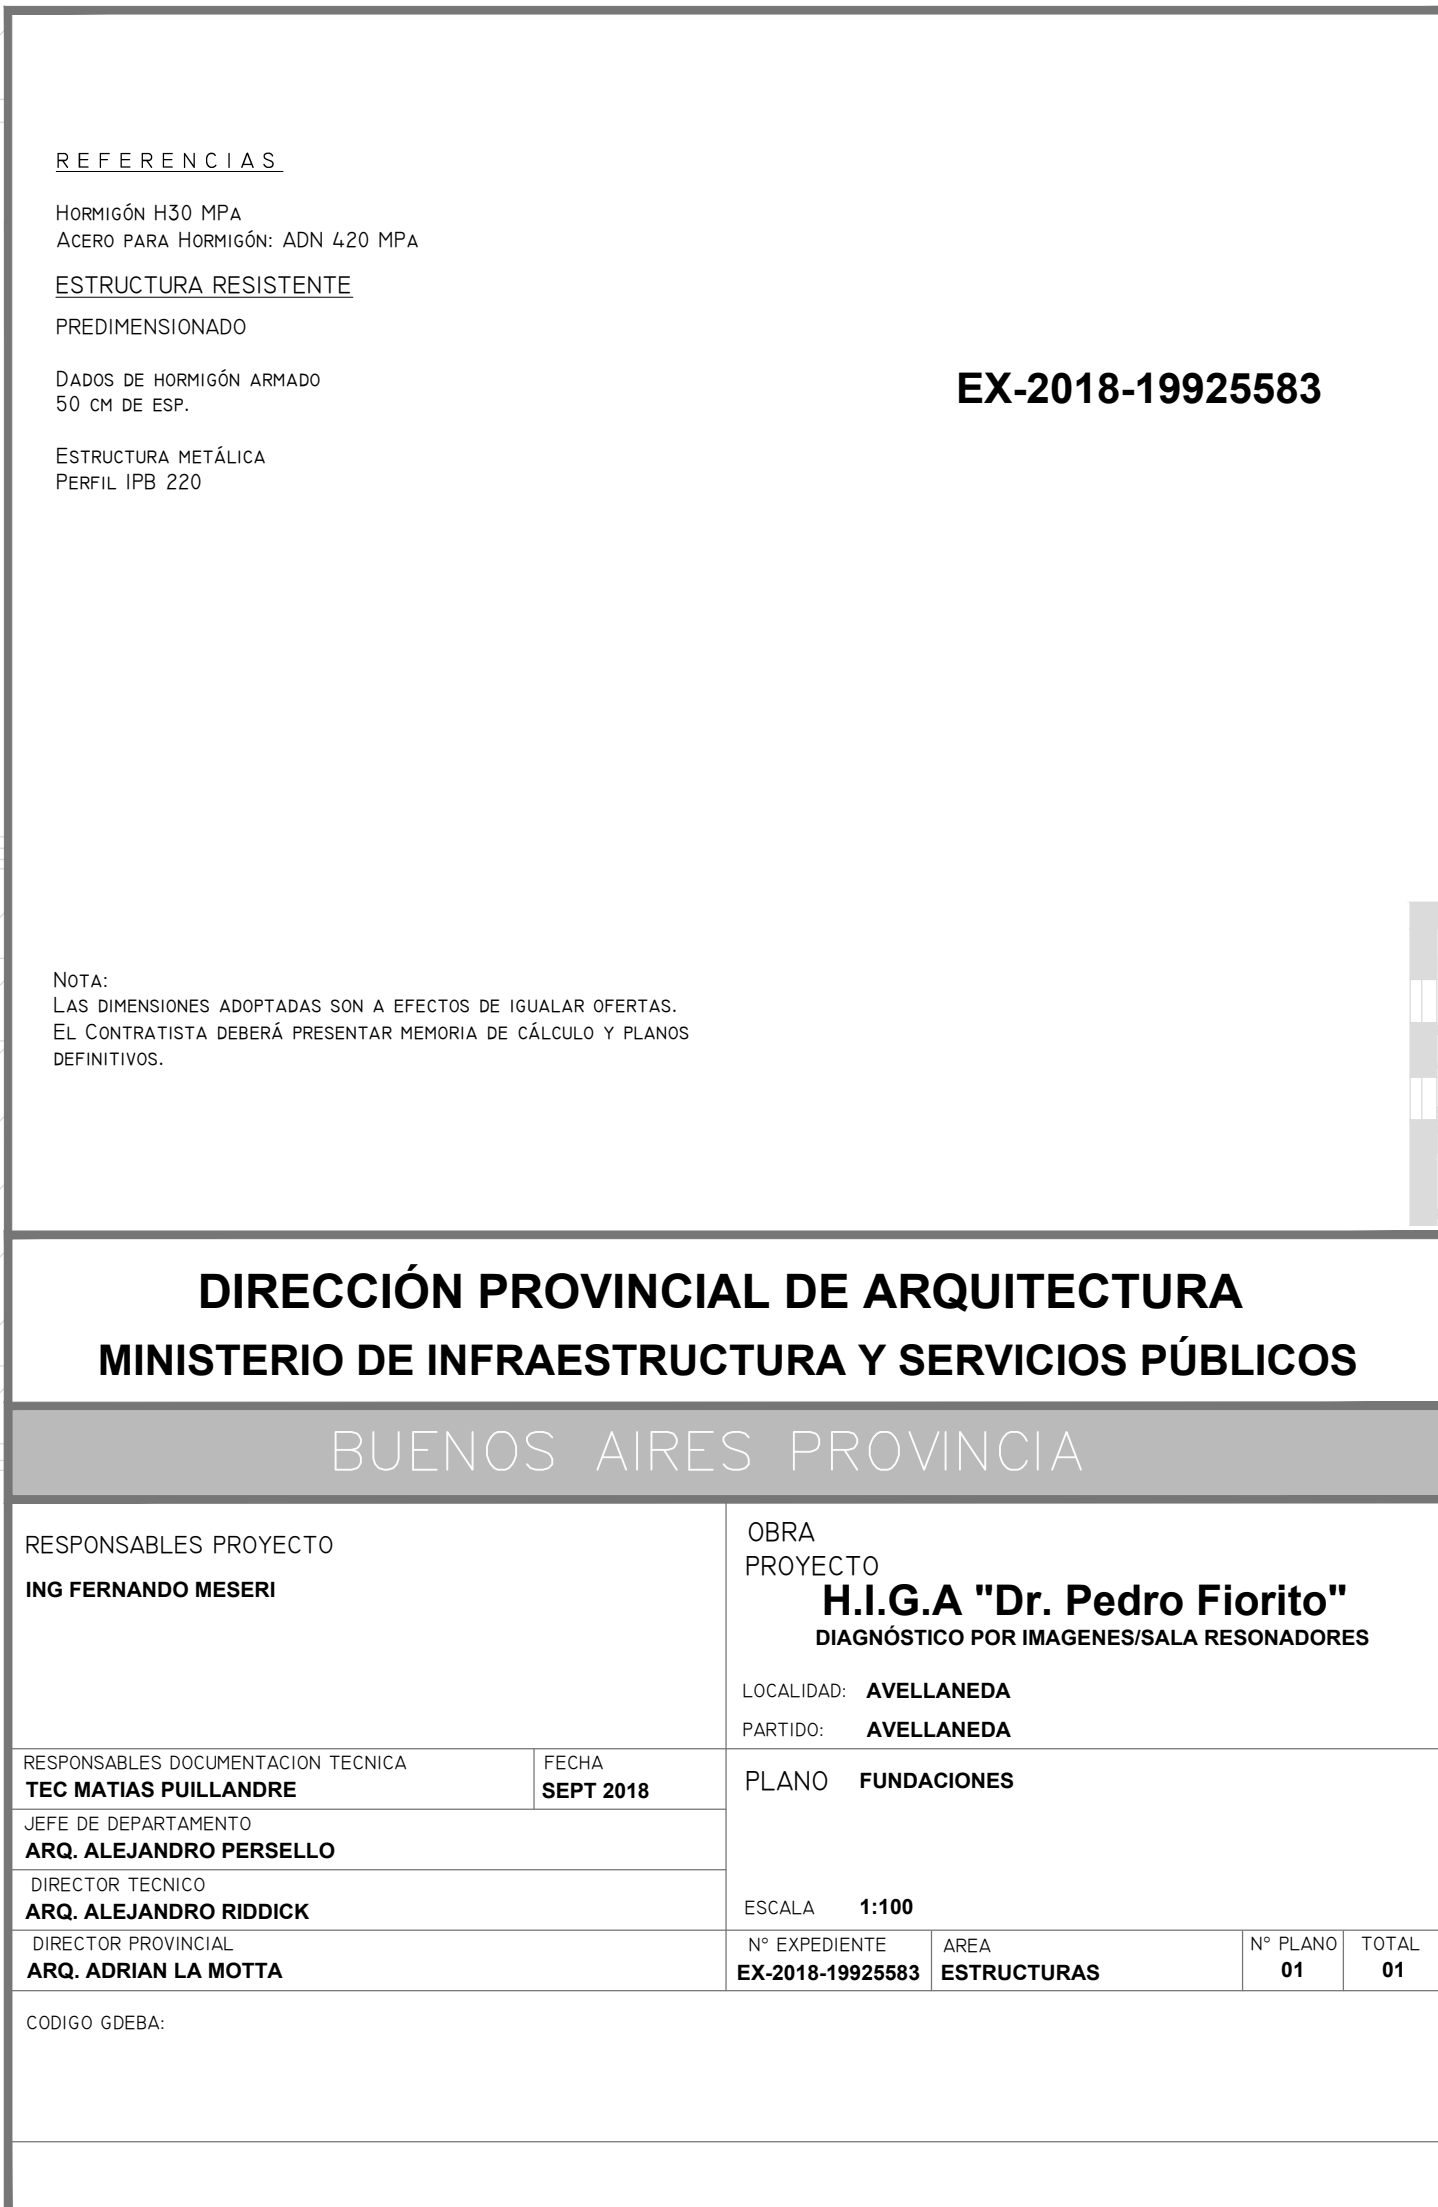 REFERENCIAS
HORMIGÓN H30 MPA
ACERO PARA HORMIGÓN: ADN 420 MPA
ESTRUCTURA RESISTENTE
PREDIMENSIONADO
DADOS DE HORMIGÓN ARMADO
50 CM DE ESP.
EX-2018-19925583
ESTRUCTURA METÁLICA
PERFIL IPB 220
NOTA:
LAS DIMENSIONES ADOPTADAS SON A EFECTOS DE IGUALAR OFERTAS.
EL CONTRATISTA DEBERÁ PRESENTAR MEMORIA DE CÁLCULO Y PLANOS
DEFINITIVOS.
DIRECCIÓN PROVINCIAL DE ARQUITECTURA
MINISTERIO DE INFRAESTRUCTURA Y SERVICIOS PÚBLICOS
BUENOS AIRES PROVINCIA
RESPONSABLES PROYECTO
ING FERNANDO MESERI
OBRA
PROYECTO
H.I.G.A "Dr. Pedro Fiorito"
DIAGNÓSTICO POR IMAGENES/SALA RESONADORES
LOCALIDAD: AVELLANEDA
PARTIDO: AVELLANEDA
RESPONSABLES DOCUMENTACION TECNICA
TEC MATIAS PUILLANDRE
FECHA
SEPT 2018
PLANO FUNDACIONES
JEFE DE DEPARTAMENTO
ARQ. ALEJANDRO PERSELLO
DIRECTOR TECNICO
ARQ. ALEJANDRO RIDDICK
ESCALA 1:100
DIRECTOR PROVINCIAL
ARQ. ADRIAN LA MOTTA
N° EXPEDIENTE
EX-2018-19925583
AREA
ESTRUCTURAS
N° PLANO
01
TOTAL
01
CODIGO GDEBA: